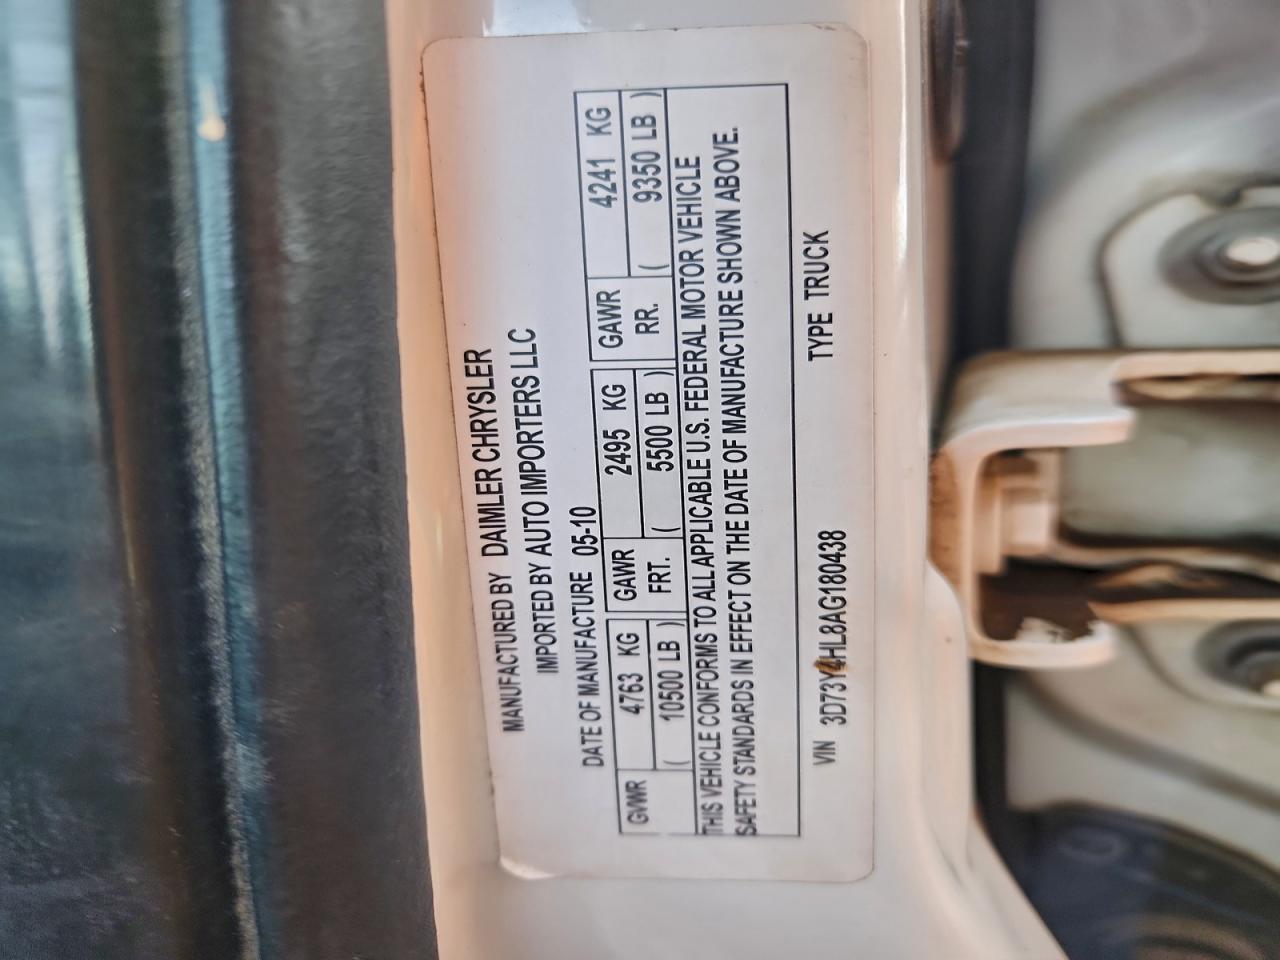 MANUFACTURED BY DAIMLER CHRYSLER
IMPORTED BY AUTO IMPORTERS LLC
DATE OF MANUFACTURE 05-10
GVWR 4763 KG GAWR 2495 KG GAWR 4241 KG
( 10500 LB ) FRT. ( 5500 LB ) RR. ( 9350 LB )
THIS VEHICLE CONFORMS TO ALL APPLICABLE U.S. FEDERAL MOTOR VEHICLE
SAFETY STANDARDS IN EFFECT ON THE DATE OF MANUFACTURE SHOWN ABOVE.
VIN 3D73Y4HL8AG180438 TYPE TRUCK